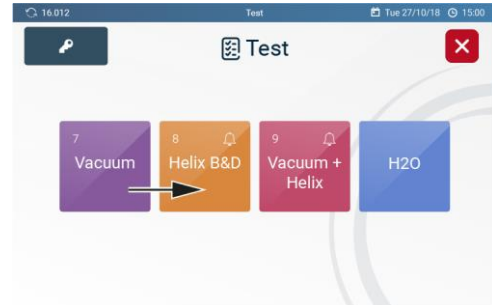 16.012
Test
Tue 27/10/18
15:00
Test
7
Vacuum
8
Helix B&D
9
Vacuum +
Helix
H2O